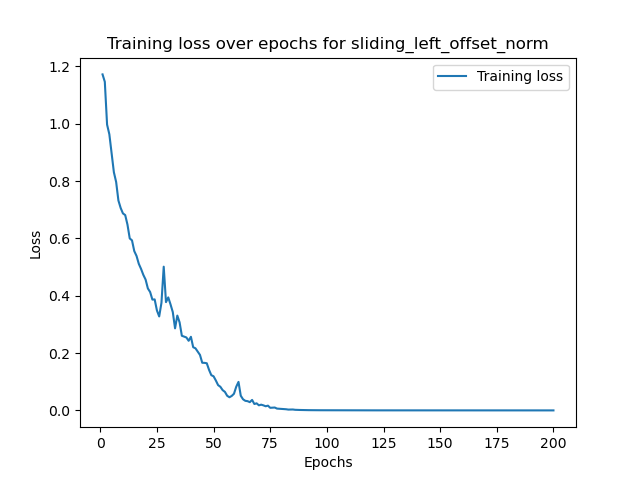 Training loss over epochs for sliding_left_offset_norm
Training loss
Loss
1.2
1.0
0.8
0.6
0.4
0.2
0.0
0 25 50 75 100 125 150 175 200
Epochs